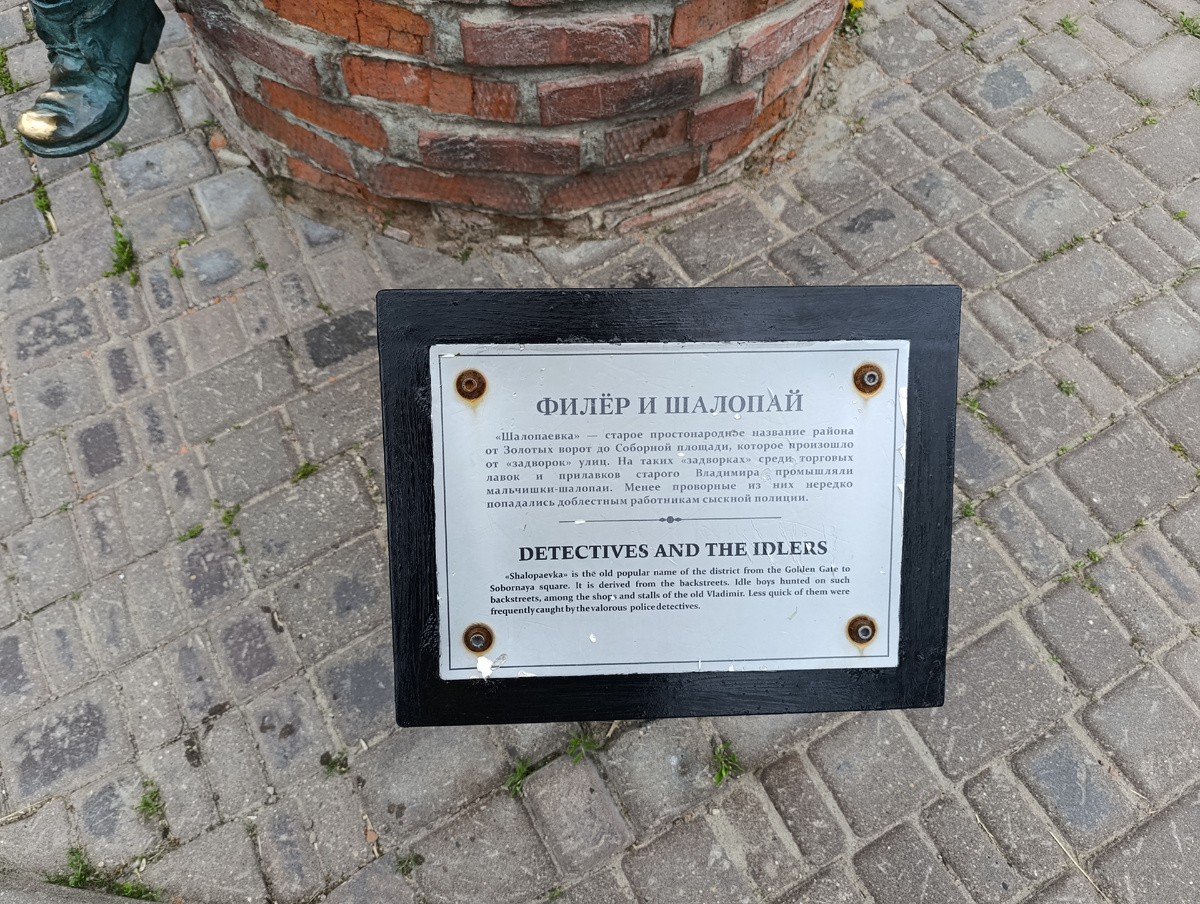 ФИЛЁР И ШАЛОПАЙ
«Шалопаевка» — старое простонародное название района
от Золотых ворот до Соборной площади, которое произошло
от «задворок» улиц. На таких «задворках» среди торговых
лавок и прилавков старого Владимира промышляли
мальчишки-шалопаи. Менее проворные из них нередко
попадались доблестным работникам сыскной полиции.
DETECTIVES AND THE IDLERS
«Shalopaevka» is the old popular name of the district from the Golden Gate to
Sobornaya square. It is derived from the backstreets. Idle boys hunted on such
backstreets, among the shops and stalls of the old Vladimir. Less quick of them were
frequently caught by the valorous police detectives.